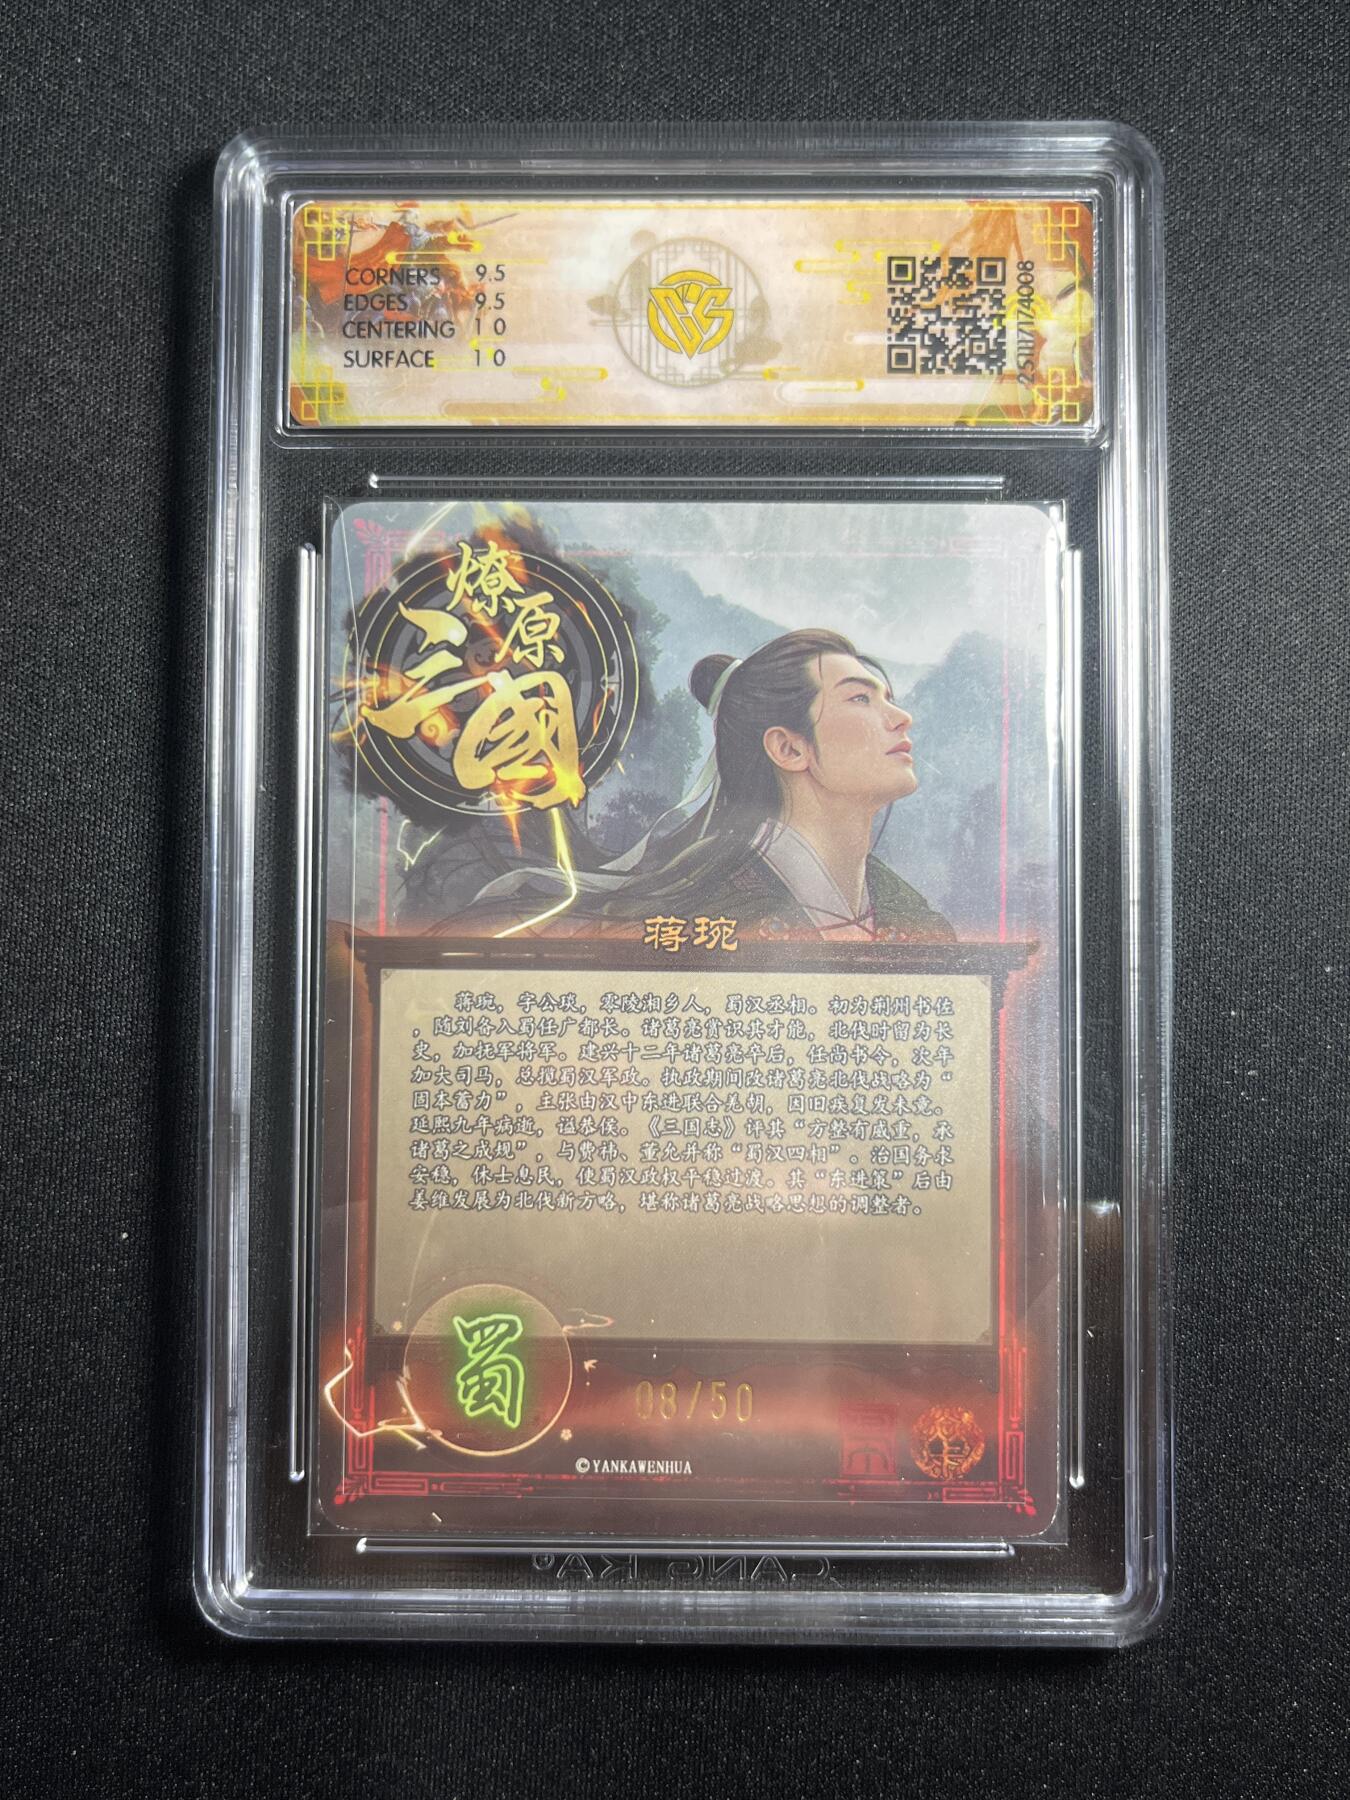 CORNERS 9.5
EDGES 9.5
CENTERING 10
SURFACE 10
燎原
三國
蒋琬
蒋琬，字公琰，零陵湘乡人，蜀汉丞相。初为荆州书佐
，随刘备入蜀任广都长。诸葛亮赏识其才能，北伐时留为长
史，加抚军将军。建兴十二年诸葛亮卒后，任尚书令，次年
加大司马，总揽蜀汉军政。执政期间改诸葛亮北伐战略为“
固本蓄力”，主张由汉中东进联合羌胡，因旧疾复发未竟。
延熙九年病逝，谥恭侯。《三国志》评其“方整有威重，承
诸葛之成规”，与费祎、董允并称“蜀汉四相”。治国务求
安稳，休士息民，使蜀汉政权平稳过渡。其“东进策”后由
姜维发展为北伐新方略，堪称诸葛亮战略思想的调整者。
蜀
08/50
©YANKAWENHUA